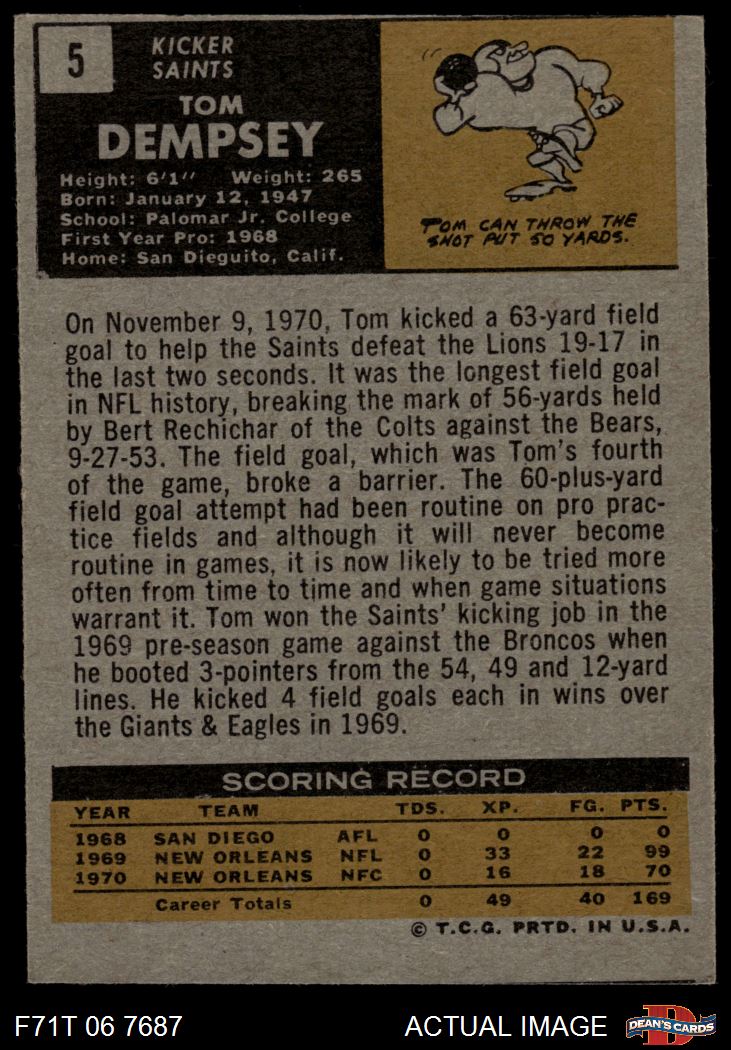 5
KICKER
SAINTS
TOM
DEMPSEY
Height: 6'1" Weight: 265
Born: January 12, 1947
School: Palomar Jr. College
First Year Pro: 1968
Home: San Dieguito, Calif.
TOM CAN THROW THE
SHOT PUT 50 YARDS.
On November 9, 1970, Tom kicked a 63-yard field
goal to help the Saints defeat the Lions 19-17 in
the last two seconds. It was the longest field goal
in NFL history, breaking the mark of 56-yards held
by Bert Rechichar of the Colts against the Bears,
9-27-53. The field goal, which was Tom's fourth
of the game, broke a barrier. The 60-plus-yard
field goal attempt had been routine on pro prac-
tice fields and although it will never become
routine in games, it is now likely to be tried more
often from time to time and when game situations
warrant it. Tom won the Saints' kicking job in the
1969 pre-season game against the Broncos when
he booted 3-pointers from the 54, 49 and 12-yard
lines. He kicked 4 field goals each in wins over
the Giants & Eagles in 1969.
SCORING RECORD
YEAR TEAM TDS. XP. FG. PTS.
1968 SAN DIEGO AFL 0 0 0 0
1969 NEW ORLEANS NFL 0 33 22 99
1970 NEW ORLEANS NFC 0 16 18 70
Career Totals 0 49 40 169
© T.C.G. PRTD. IN U.S.A.
F71T 06 7687 ACTUAL IMAGE D DEAN'S CARDS